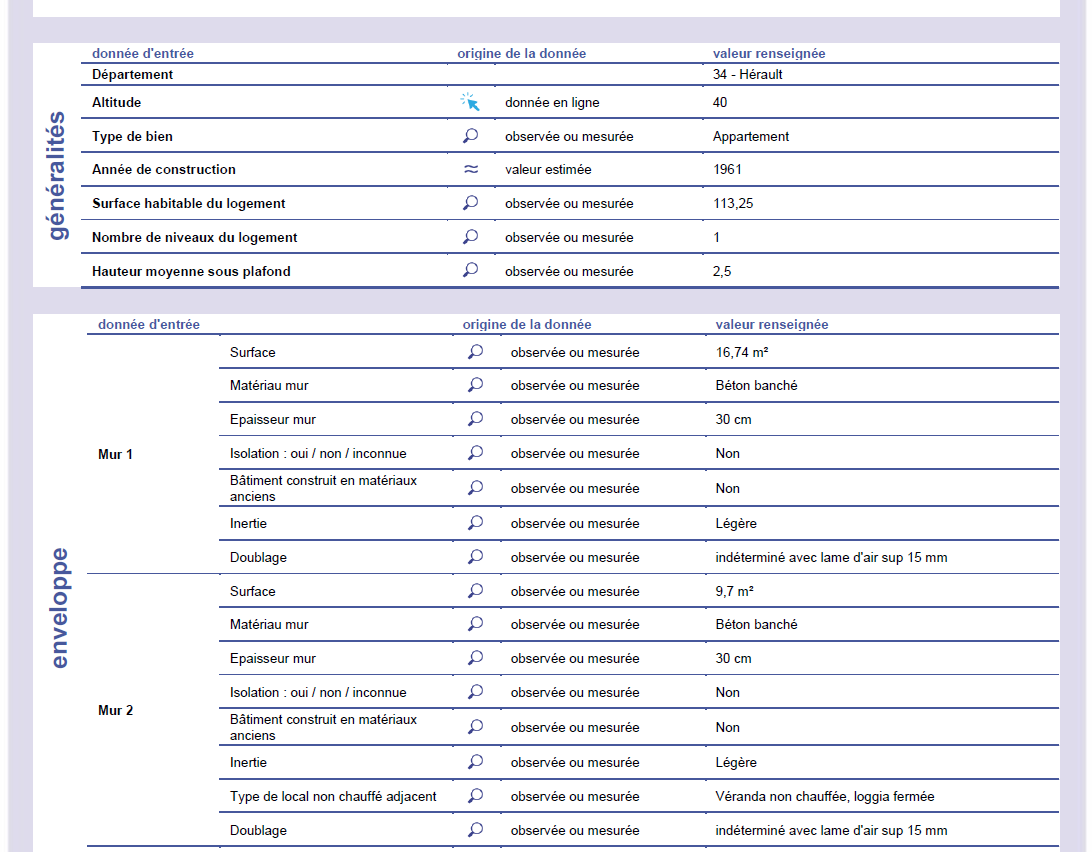 donnée d'entrée origine de la donnée valeur renseignée
généralités
Département 34 - Hérault
Altitude donnée en ligne 40
Type de bien observée ou mesurée Appartement
Année de construction ≈ valeur estimée 1961
Surface habitable du logement observée ou mesurée 113,25
Nombre de niveaux du logement observée ou mesurée 1
Hauteur moyenne sous plafond observée ou mesurée 2,5
donnée d'entrée origine de la donnée valeur renseignée
enveloppe
Mur 1
Surface observée ou mesurée 16,74 m²
Matériau mur observée ou mesurée Béton banché
Epaisseur mur observée ou mesurée 30 cm
Isolation : oui / non / inconnue observée ou mesurée Non
Bâtiment construit en matériaux
anciens observée ou mesurée Non
Inertie observée ou mesurée Légère
Doublage observée ou mesurée indéterminé avec lame d'air sup 15 mm
Mur 2
Surface observée ou mesurée 9,7 m²
Matériau mur observée ou mesurée Béton banché
Epaisseur mur observée ou mesurée 30 cm
Isolation : oui / non / inconnue observée ou mesurée Non
Bâtiment construit en matériaux
anciens observée ou mesurée Non
Inertie observée ou mesurée Légère
Type de local non chauffé adjacent observée ou mesurée Véranda non chauffée, loggia fermée
Doublage observée ou mesurée indéterminé avec lame d'air sup 15 mm